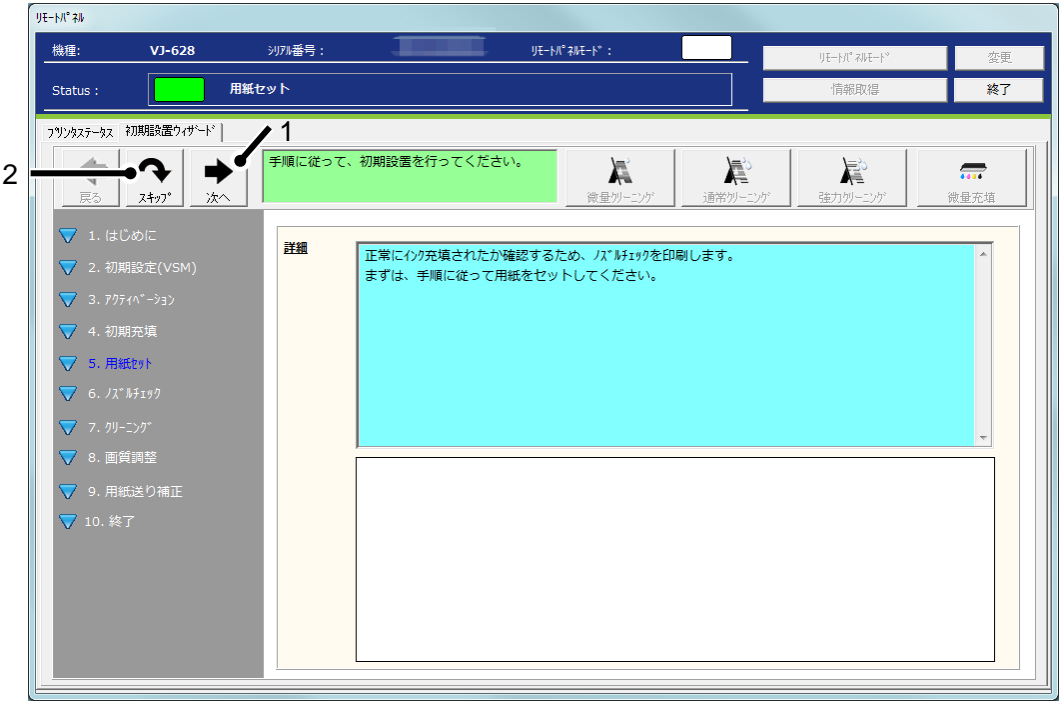 ﾘﾓｰﾄﾊﾟﾈﾙ
機種: VJ-628 ｼﾘｱﾙ番号： ﾘﾓｰﾄﾊﾟﾈﾙﾓｰﾄﾞ：
ﾘﾓｰﾄﾊﾟﾈﾙﾓｰﾄﾞ 変更
Status： 用紙セット
情報取得 終了
ﾌﾟﾘﾝﾀｽﾃｰﾀｽ 初期設置ｳｨｻﾞｰﾄﾞ
1
2
戻る ｽｷｯﾌﾟ 次へ
手順に従って、初期設置を行ってください。
微量ｸﾘｰﾆﾝｸﾞ 通常ｸﾘｰﾆﾝｸﾞ 強力ｸﾘｰﾆﾝｸﾞ 微量充填
1. はじめに
2. 初期設定(VSM)
3. ｱｸﾃｨﾍﾞｰｼｮﾝ
4. 初期充填
5. 用紙ｾｯﾄ
6. ﾉｽﾞﾙﾁｪｯｸ
7. ｸﾘｰﾆﾝｸﾞ
8. 画質調整
9. 用紙送り補正
10. 終了
詳細
正常にｲﾝｸ充填されたか確認するため、ﾉｽﾞﾙﾁｪｯｸを印刷します。
まずは、手順に従って用紙をセットしてください。